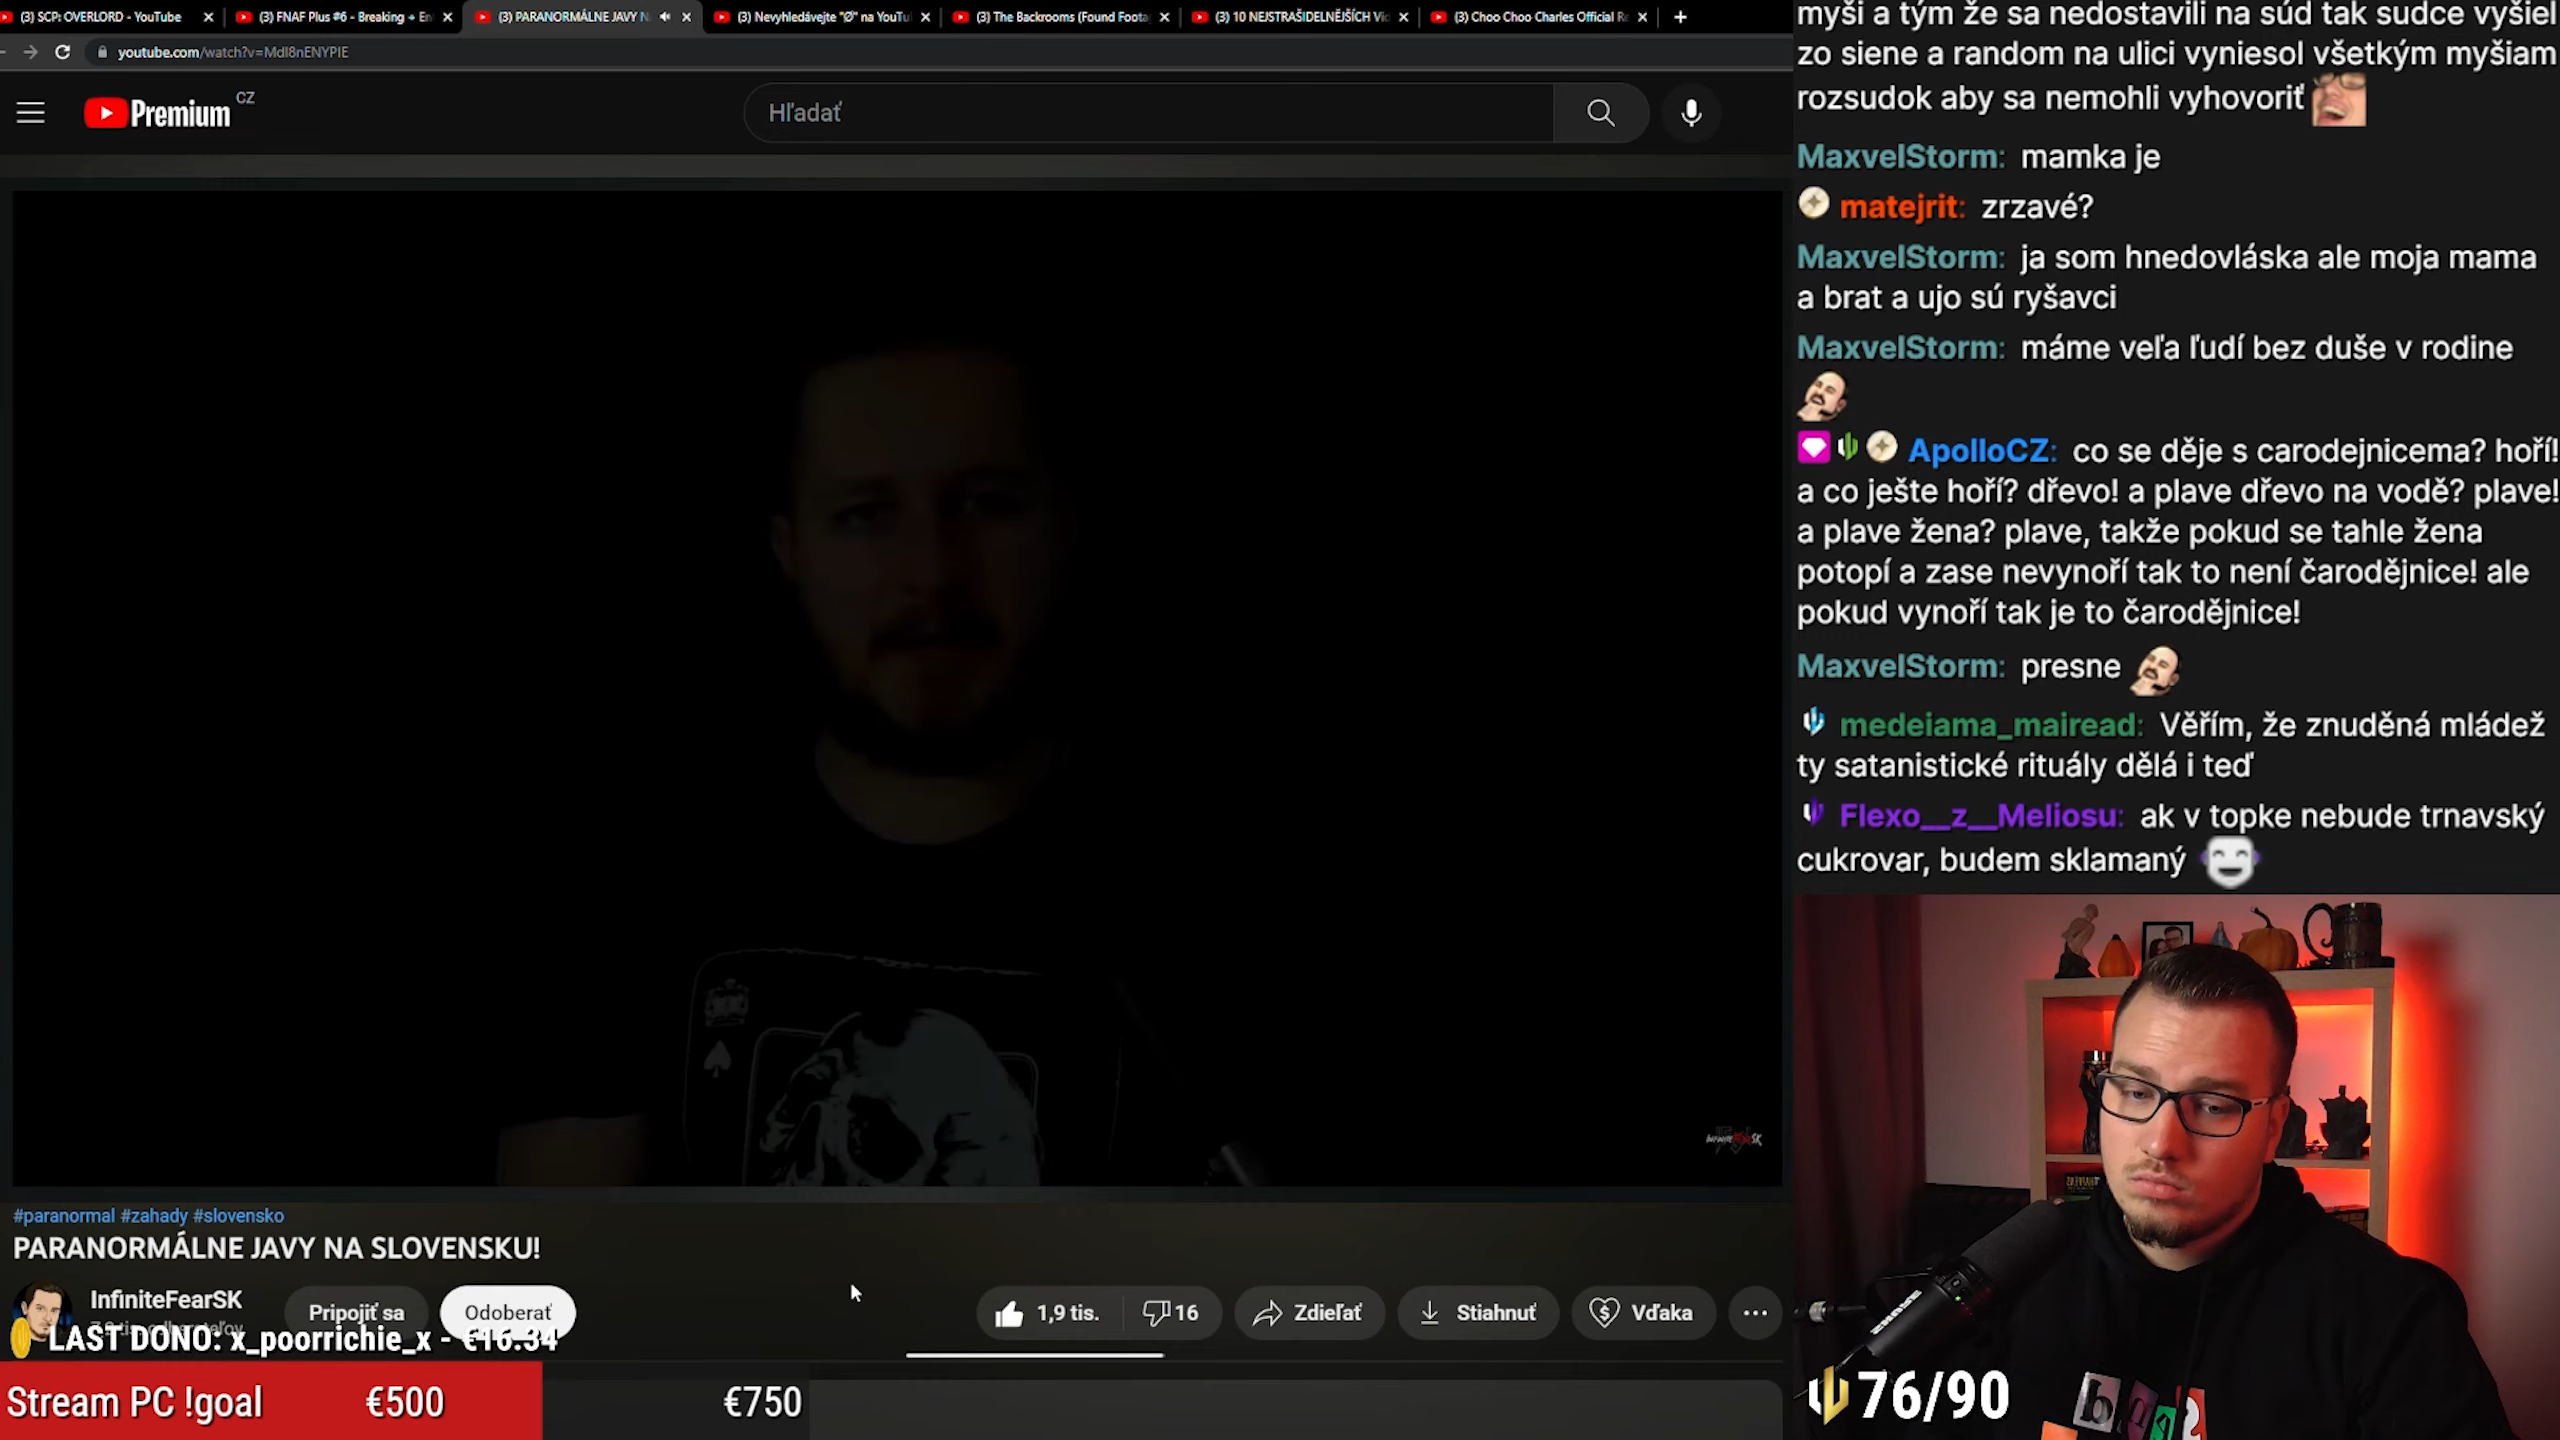 (3) SCP: OVERLORD - YouTube
(3) FNAF Plus #6 - Breaking + En
(3) PARANORMÁLNE JAVY N
(3) Nevyhledávejte "Ø" na YouTu
(3) The Backrooms (Found Foota
(3) 10 NEJSTRAŠIDELNĚJŠÍCH Vi
(3) Choo Choo Charles Official Re
youtube.com/watch?v=MdI8nENYPIE
Premium CZ
Hľadať
myši a tým že sa nedostavili na súd tak sudce vyšiel
zo siene a random na ulici vyniesol všetkým myšiam
rozsudok aby sa nemohli vyhovoriť
MaxvelStorm: mamka je
matejrit: zrzavé?
MaxvelStorm: ja som hnedovláska ale moja mama
a brat a ujo sú ryšavci
MaxvelStorm: máme veľa ľudí bez duše v rodine
ApolloCZ: co se děje s carodejnicema? hoří!
a co ješte hoří? dřevo! a plave dřevo na vodě? plave!
a plave žena? plave, takže pokud se tahle žena
potopí a zase nevynoří tak to není čarodějnice! ale
pokud vynoří tak je to čarodějnice!
MaxvelStorm: presne
medeiama_mairead: Věřím, že znuděná mládež
ty satanistické rituály dělá i teď
Flexo__z__Meliosu: ak v topke nebude trnavský
cukrovar, budem sklamaný
#paranormal #zahady #slovensko
PARANORMÁLNE JAVY NA SLOVENSKU!
InfiniteFearSK
Pripojiť sa
Odoberať
1,9 tis.
16
Zdieľať
Stiahnuť
Vďaka
LAST DONO: x_poorrichie_x - €16.34
Stream PC !goal
€500
€750
76/90